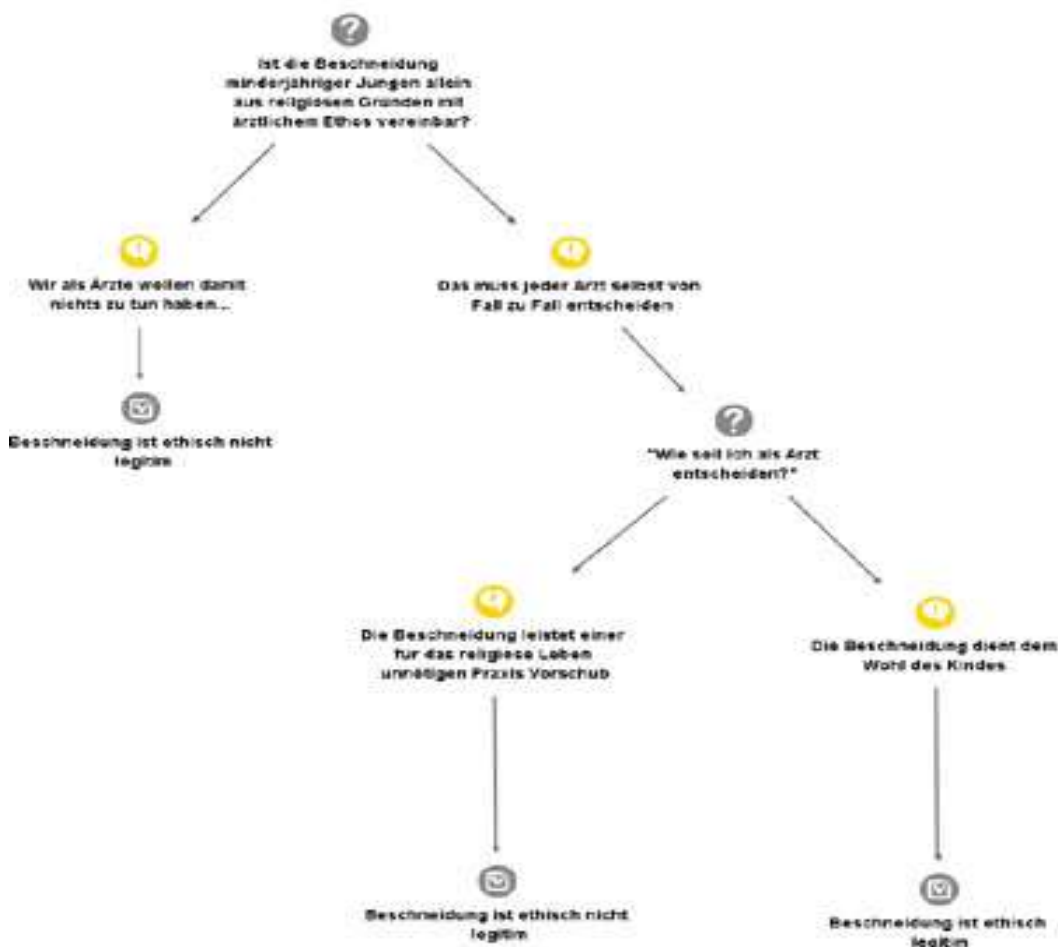 Ist die Beschneidung
minderjähriger Jungen allein
aus religiösen Gründen mit
ärztlichem Ethos vereinbar?
Wir als Ärzte wollen damit
nichts zu tun haben...
Das muss jeder Arzt selbst von
Fall zu Fall entscheiden
Beschneidung ist ethisch nicht
legitim
"Wie soll ich als Arzt
entscheiden?"
Die Beschneidung leistet einer
für das religiöse Leben
unnötigen Praxis Vorschub
Die Beschneidung dient dem
Wohl des Kindes
Beschneidung ist ethisch nicht
legitim
Beschneidung ist ethisch
legitim